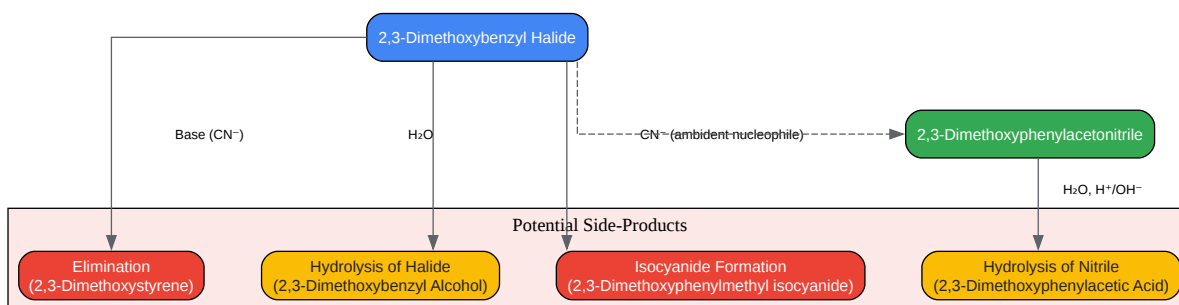 2,3-Dimethoxybenzyl Halide
Base (CN⁻)
H₂O
CN⁻ (ambident nucleophile)
2,3-Dimethoxyphenylacetonitrile
H₂O, H⁺/OH⁻
Potential Side-Products
Elimination
(2,3-Dimethoxystyrene)
Hydrolysis of Halide
(2,3-Dimethoxybenzyl Alcohol)
Isocyanide Formation
(2,3-Dimethoxyphenylmethyl isocyanide)
Hydrolysis of Nitrile
(2,3-Dimethoxyphenylacetic Acid)